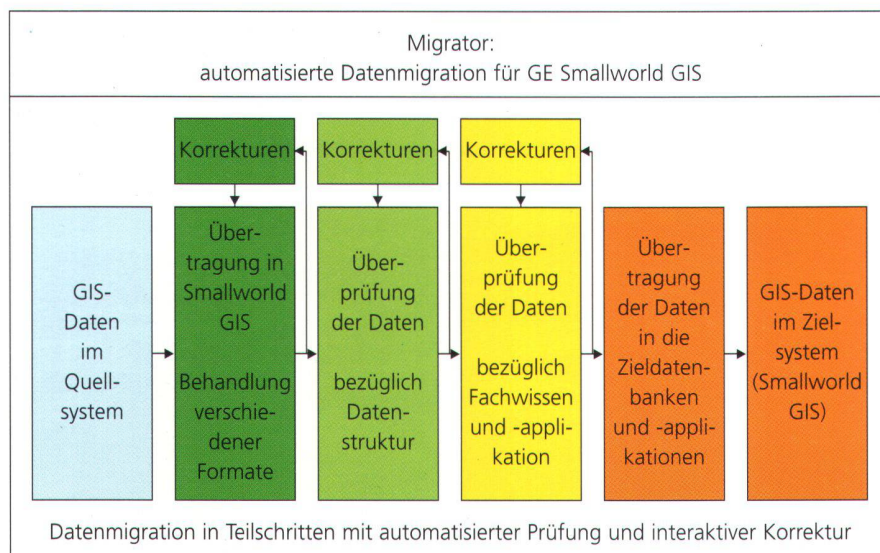 Migrator:
automatisierte Datenmigration für GE Smallworld GIS
Korrekturen
Korrekturen
Korrekturen
GIS-
Daten
im
Quell-
system
Über-
tragung in
Smallworld
GIS
Behandlung
verschie-
dener
Formate
Über-
prüfung
der Daten
bezüglich
Daten-
struktur
Über-
prüfung
der Daten
bezüglich
Fachwissen
und -appli-
kation
Über-
tragung
der Daten
in die
Zieldaten-
banken
und -appli-
kationen
GIS-Daten
im Ziel-
system
(Smallworld
GIS)
Datenmigration in Teilschritten mit automatisierter Prüfung und interaktiver Korrektur